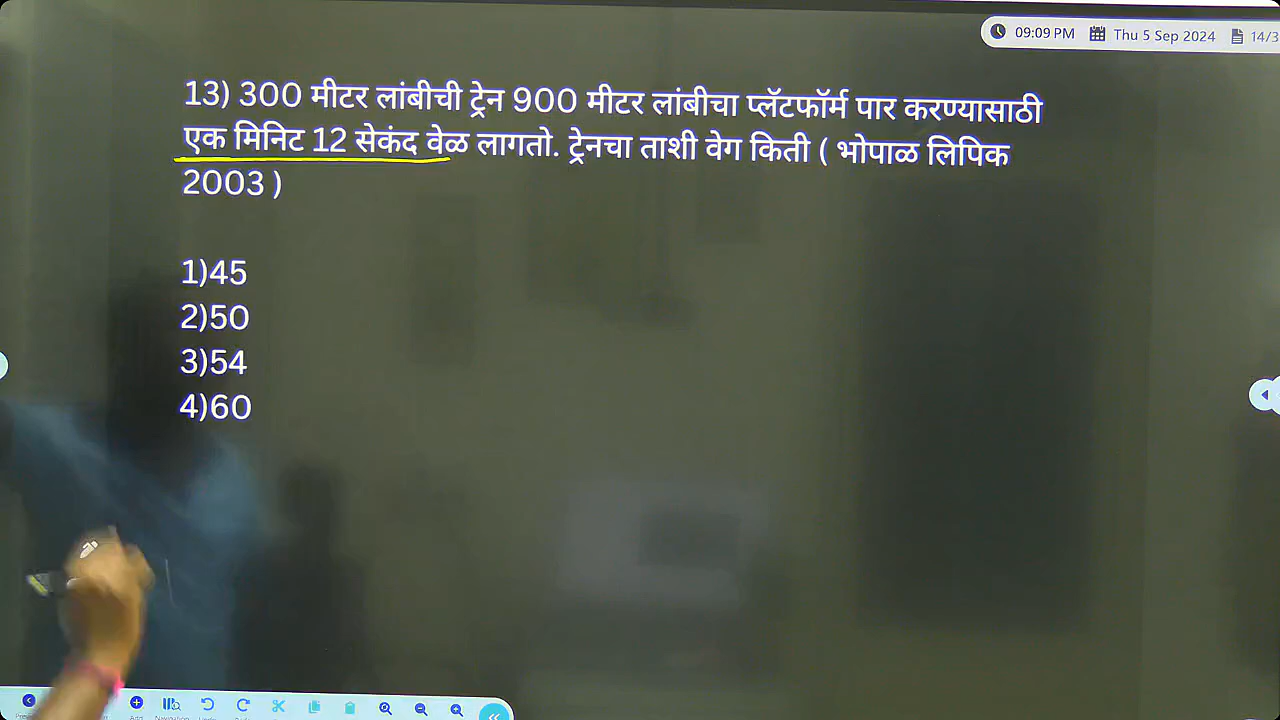 09:09 PM Thu 5 Sep 2024 14/3
13) 300 मीटर लांबीची ट्रेन 900 मीटर लांबीचा प्लॅटफॉर्म पार करण्यासाठी
एक मिनिट 12 सेकंद वेळ लागतो. ट्रेनचा ताशी वेग किती ( भोपाळ लिपिक
2003 )
1)45
2)50
3)54
4)60